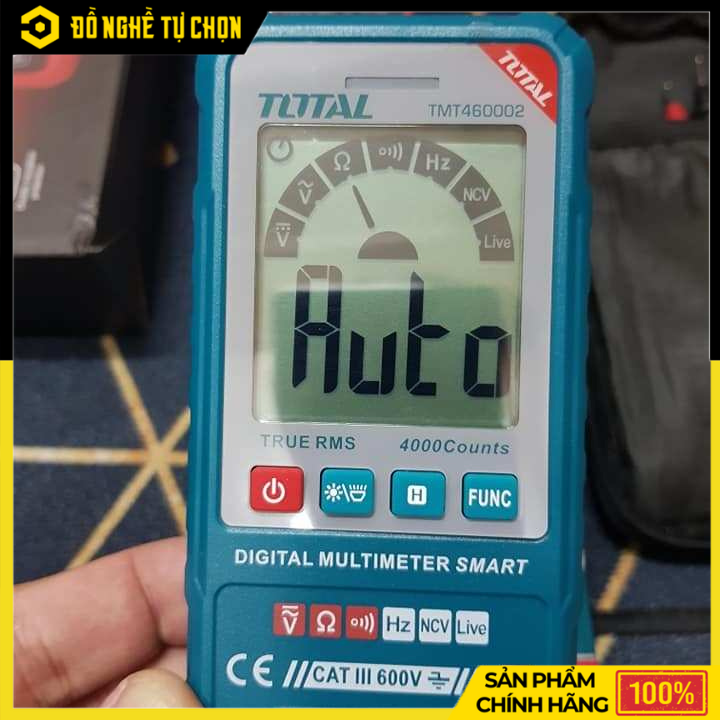 ĐỒ NGHỀ TỰ CHỌN
TOTAL
TOTAL
TMT460002
Ω
Hz
NCV
Live
V
V
Auto
TRUE RMS
4000Counts
H
FUNC
DIGITAL MULTIMETER SMART
V Ω Hz NCV Live
CE // CAT III 600V //
SẢN PHẨM
CHÍNH HÃNG
100%